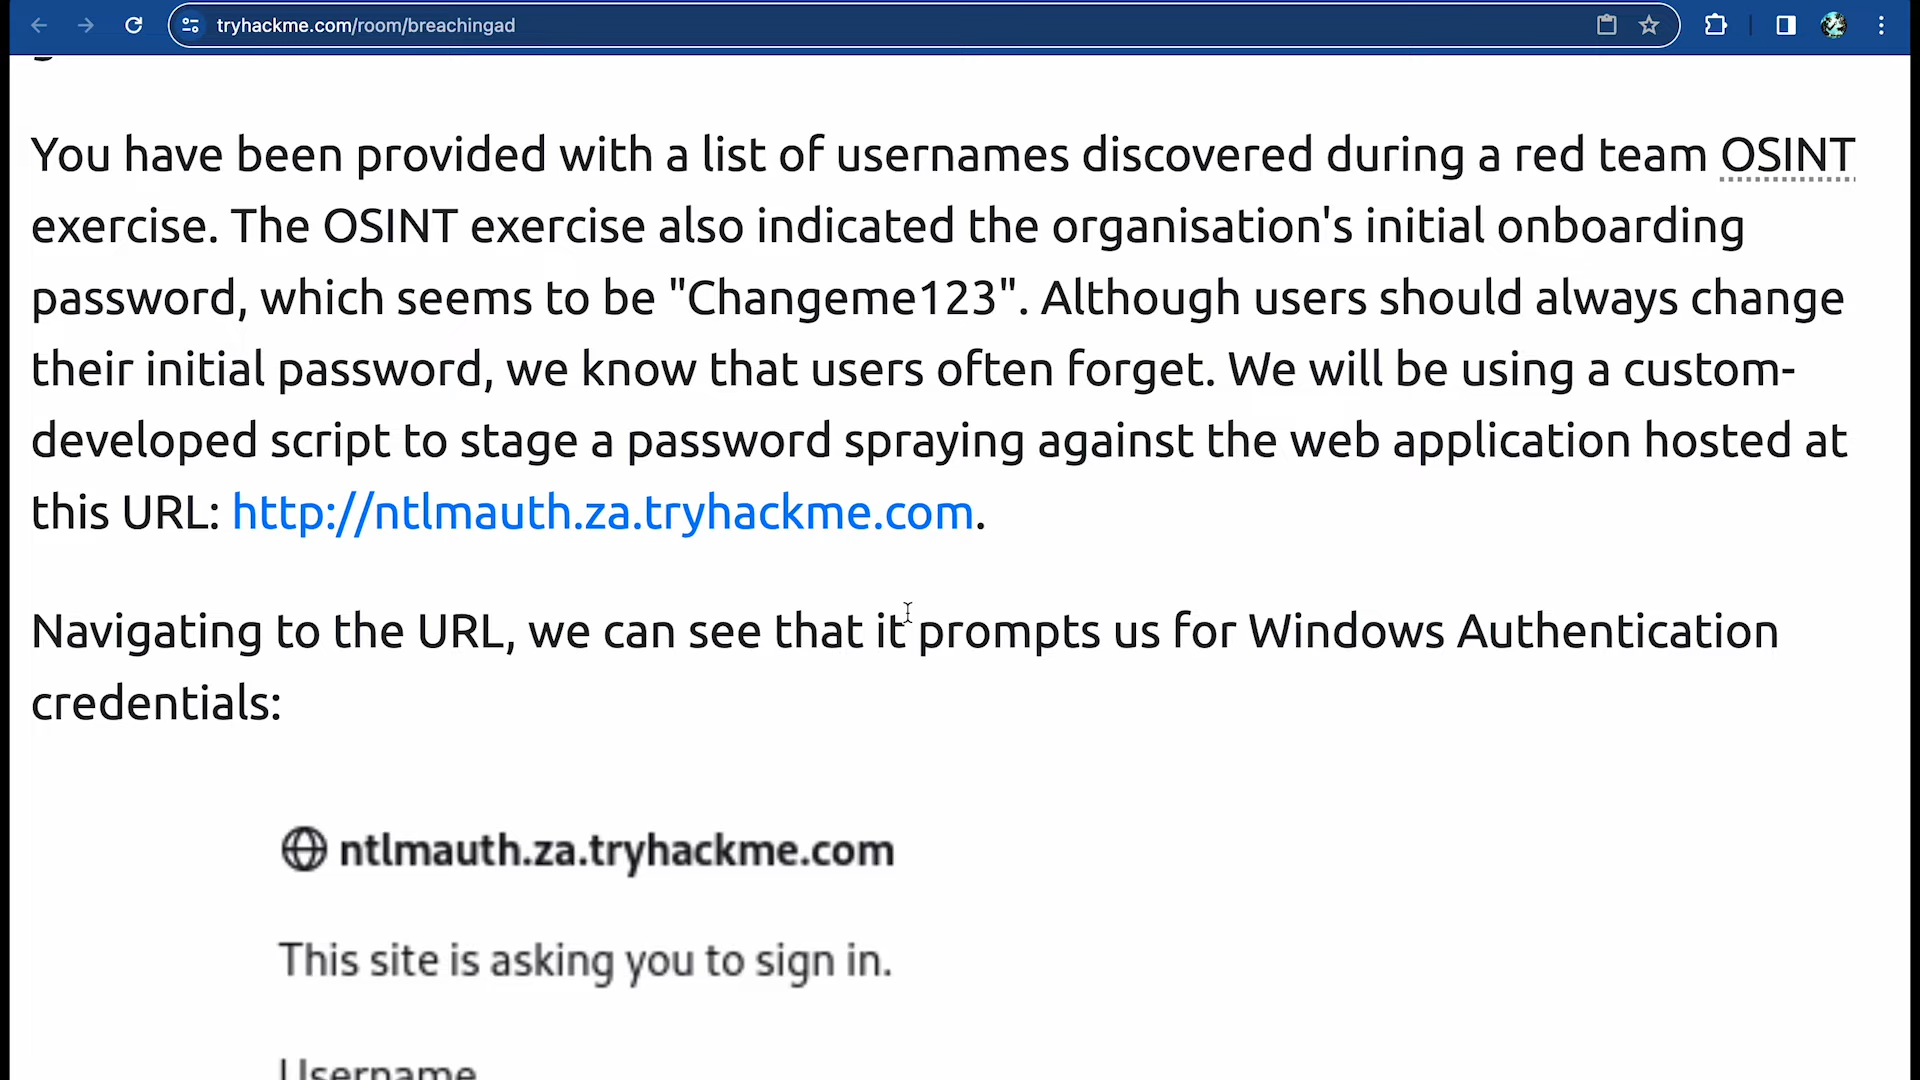 tryhackme.com/room/breachingad
You have been provided with a list of usernames discovered during a red team OSINT
exercise. The OSINT exercise also indicated the organisation's initial onboarding
password, which seems to be "Changeme123". Although users should always change
their initial password, we know that users often forget. We will be using a custom-
developed script to stage a password spraying against the web application hosted at
this URL: http://ntlmauth.za.tryhackme.com.
Navigating to the URL, we can see that it prompts us for Windows Authentication
credentials:
ntlmauth.za.tryhackme.com
This site is asking you to sign in.
Username